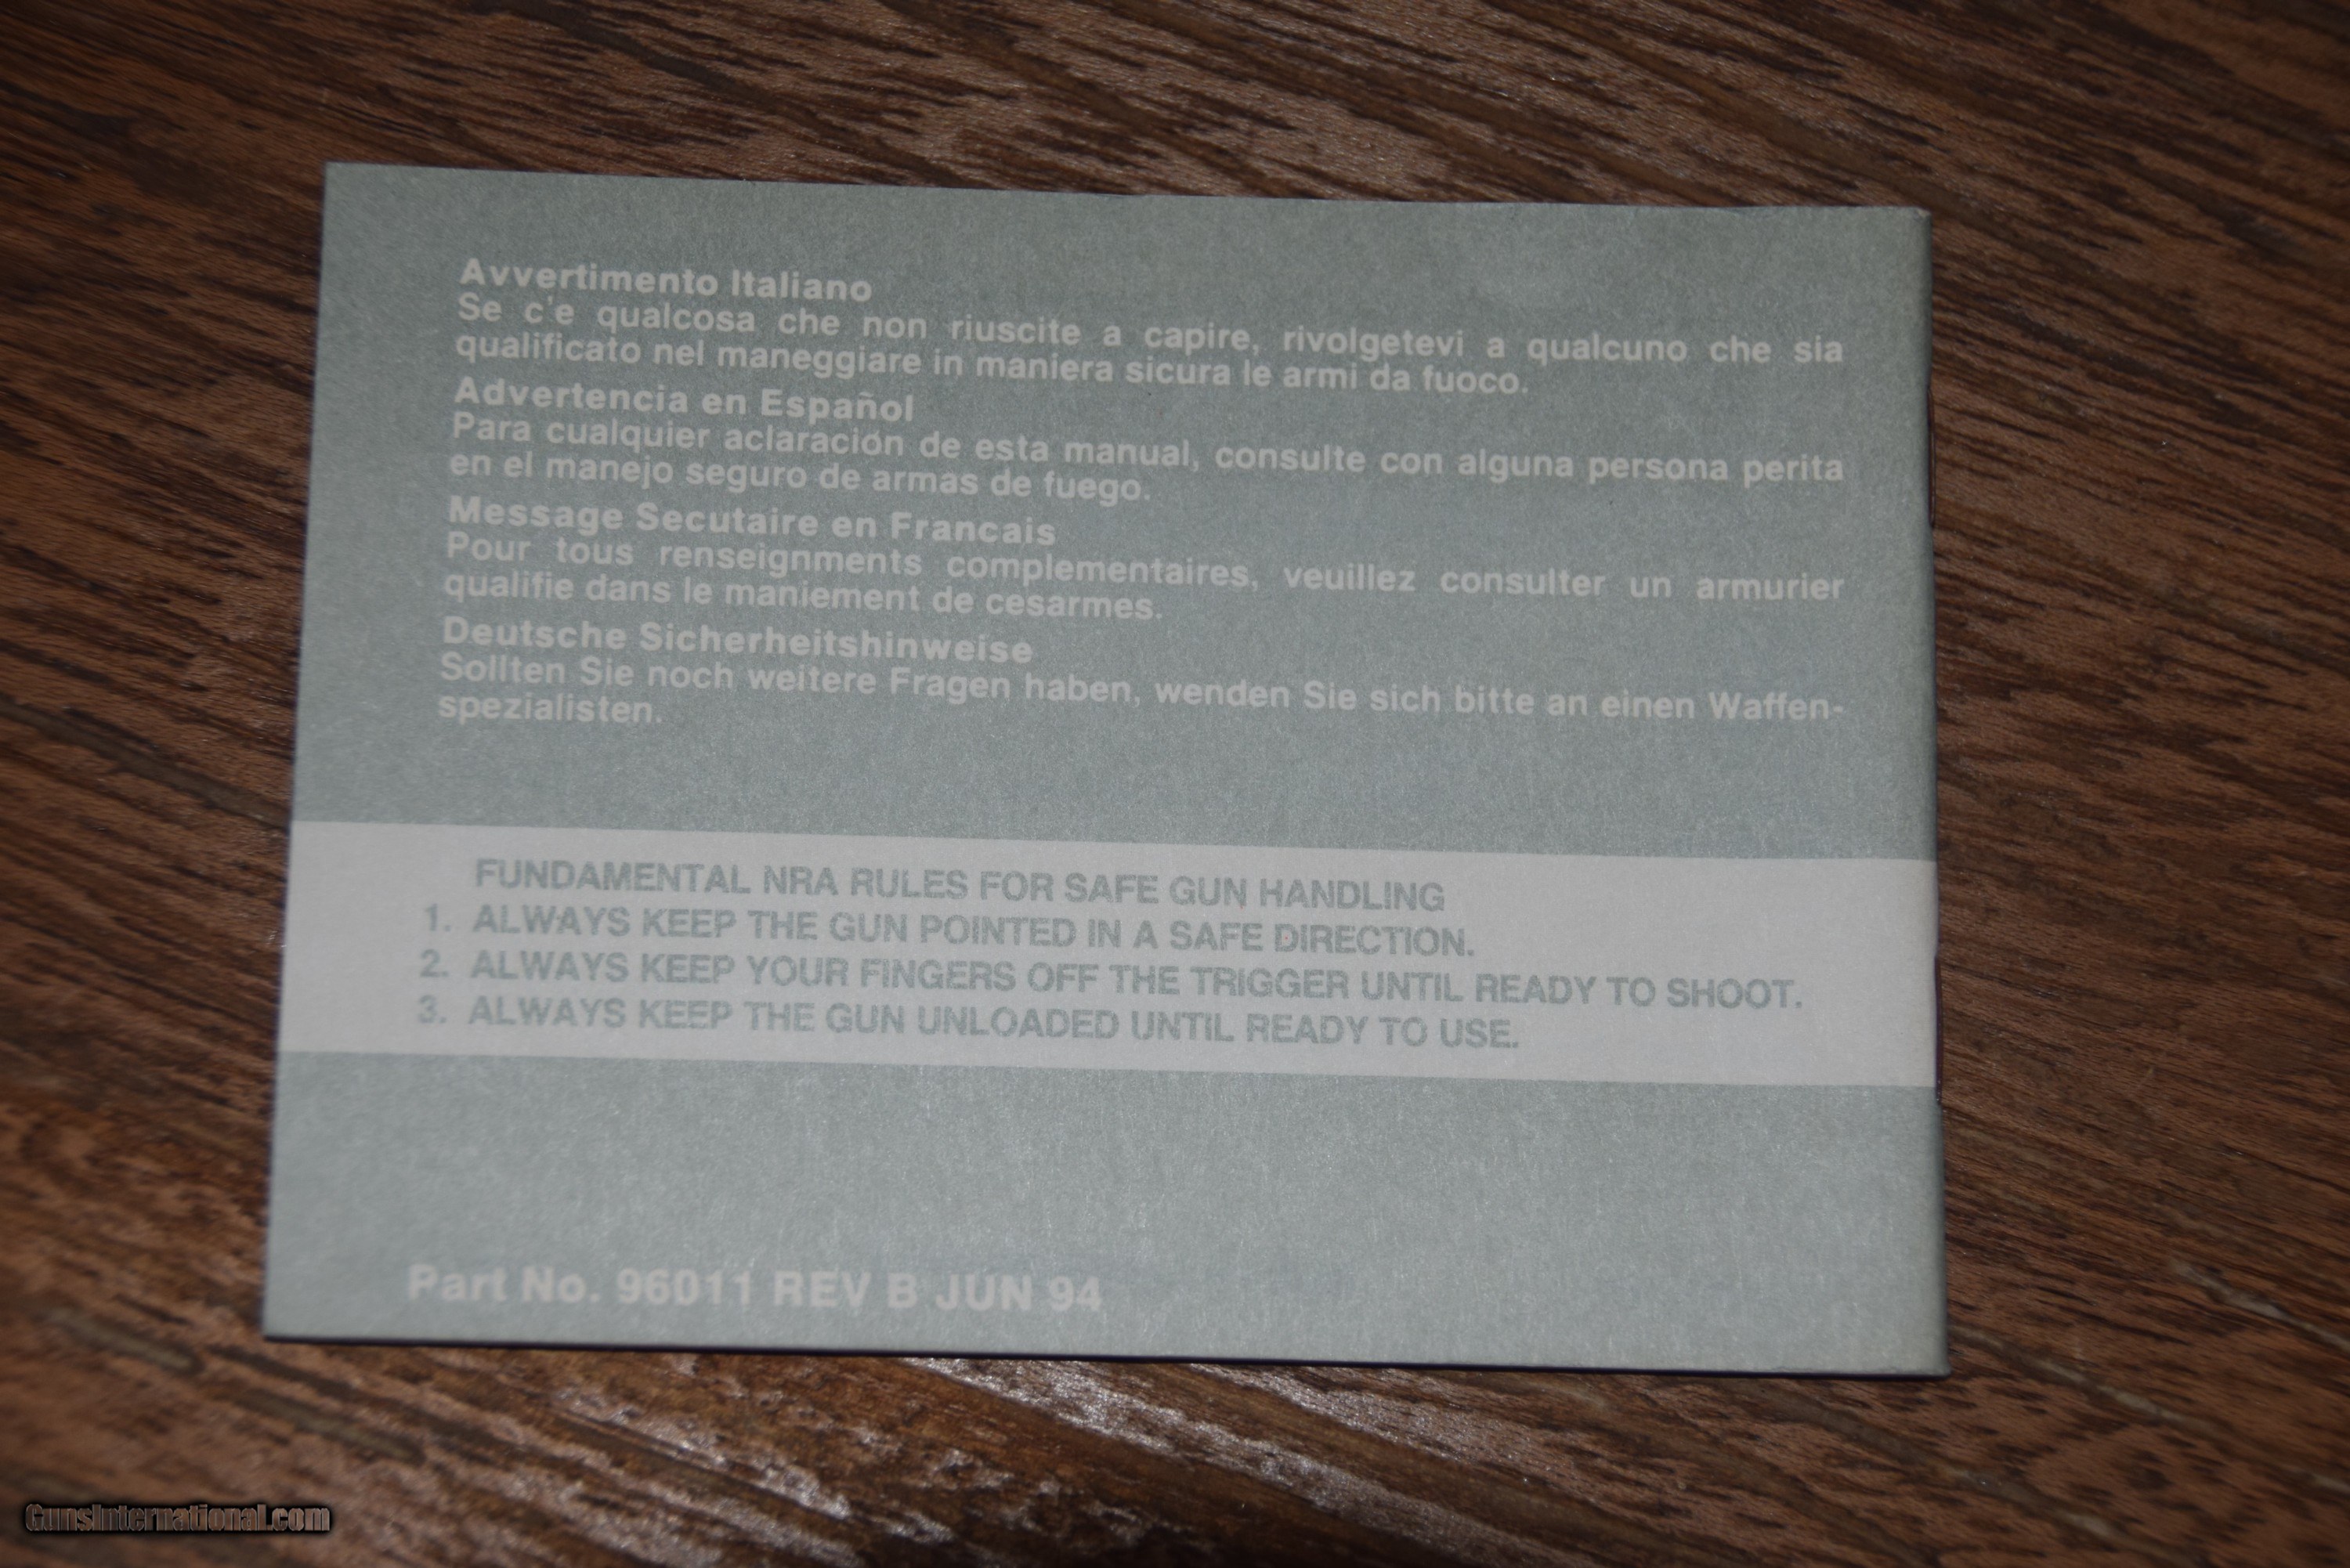 Avvertimento Italiano
Se c'e qualcosa che non riuscite a capire, rivolgetevi a qualcuno che sia
qualificato nel maneggiare in maniera sicura le armi da fuoco.
Advertencia en Español
Para cualquier aclaración de esta manual, consulte con alguna persona perita
en el manejo seguro de armas de fuego.
Message Secutaire en Francais
Pour tous renseignments complementaires, veuillez consulter un armurier
qualifie dans le maniement de cesarmes.
Deutsche Sicherheitshinweise
Sollten Sie noch weitere Fragen haben, wenden Sie sich bitte an einen Waffen-
spezialisten.
FUNDAMENTAL NRA RULES FOR SAFE GUN HANDLING
1. ALWAYS KEEP THE GUN POINTED IN A SAFE DIRECTION.
2. ALWAYS KEEP YOUR FINGERS OFF THE TRIGGER UNTIL READY TO SHOOT.
3. ALWAYS KEEP THE GUN UNLOADED UNTIL READY TO USE.
Part No. 96011 REV B JUN 94
GunsInternational.com